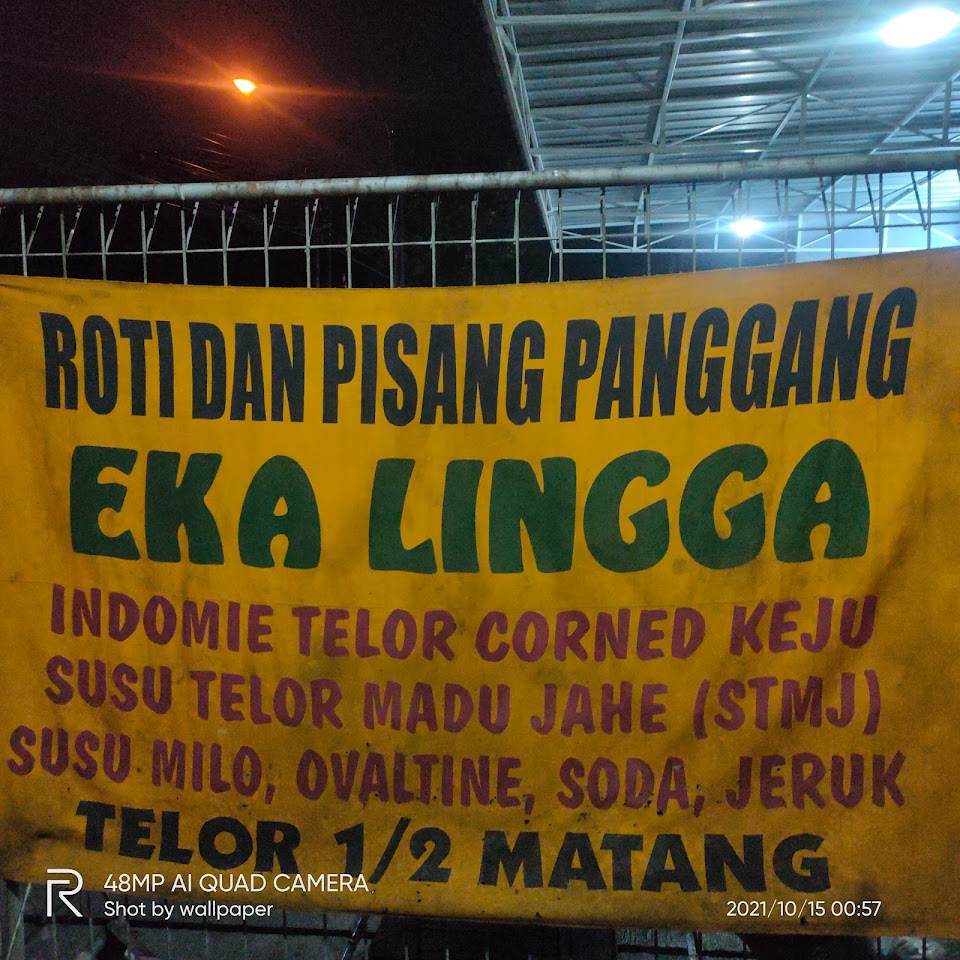 ROTI DAN PISANG PANGGANG
EKA LINGGA
INDOMIE TELOR CORNED KEJU
SUSU TELOR MADU JAHE (STMJ)
SUSU MILO, OVALTINE, SODA, JERUK
TELOR 1/2 MATANG
R
48MP AI QUAD CAMERA
Shot by wallpaper
2021/10/15 00:57